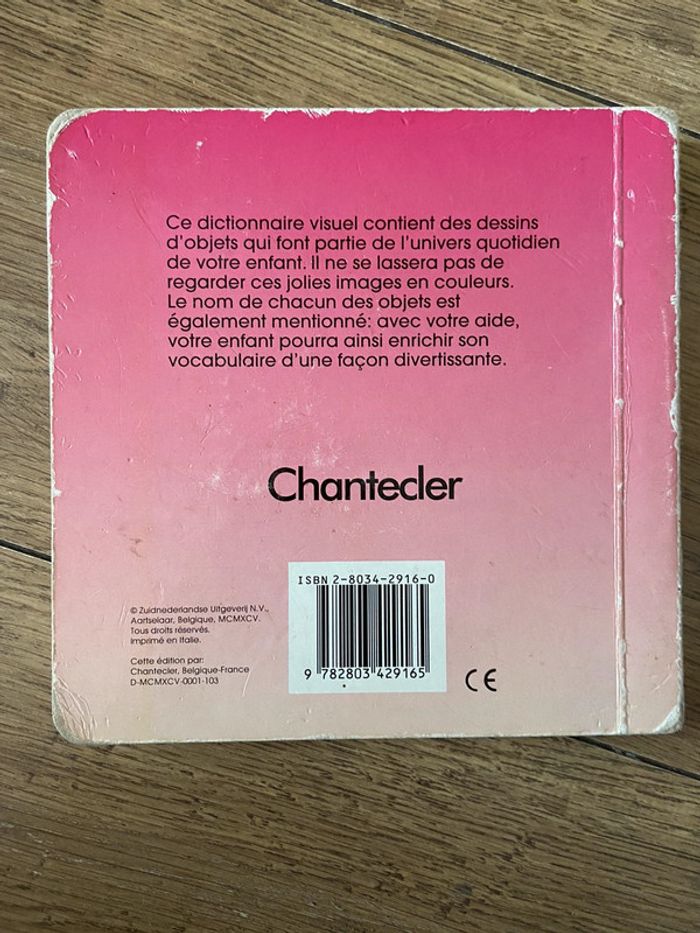 Ce dictionnaire visuel contient des dessins
d'objets qui font partie de l'univers quotidien
de votre enfant. Il ne se lassera pas de
regarder ces jolies images en couleurs.
Le nom de chacun des objets est
également mentionné: avec votre aide,
votre enfant pourra ainsi enrichir son
vocabulaire d'une façon divertissante.
Chantecler
ISBN 2-8034-2916-0
9 782803 429165
CE
© Zuidnederlandse Uitgeverij N.V.,
Aartselaar, Belgique, MCMXCV.
Tous droits réservés.
Imprimé en Italie.
Cette édition par:
Chantecler, Belgique-France
D-MCMXCV-0001-103